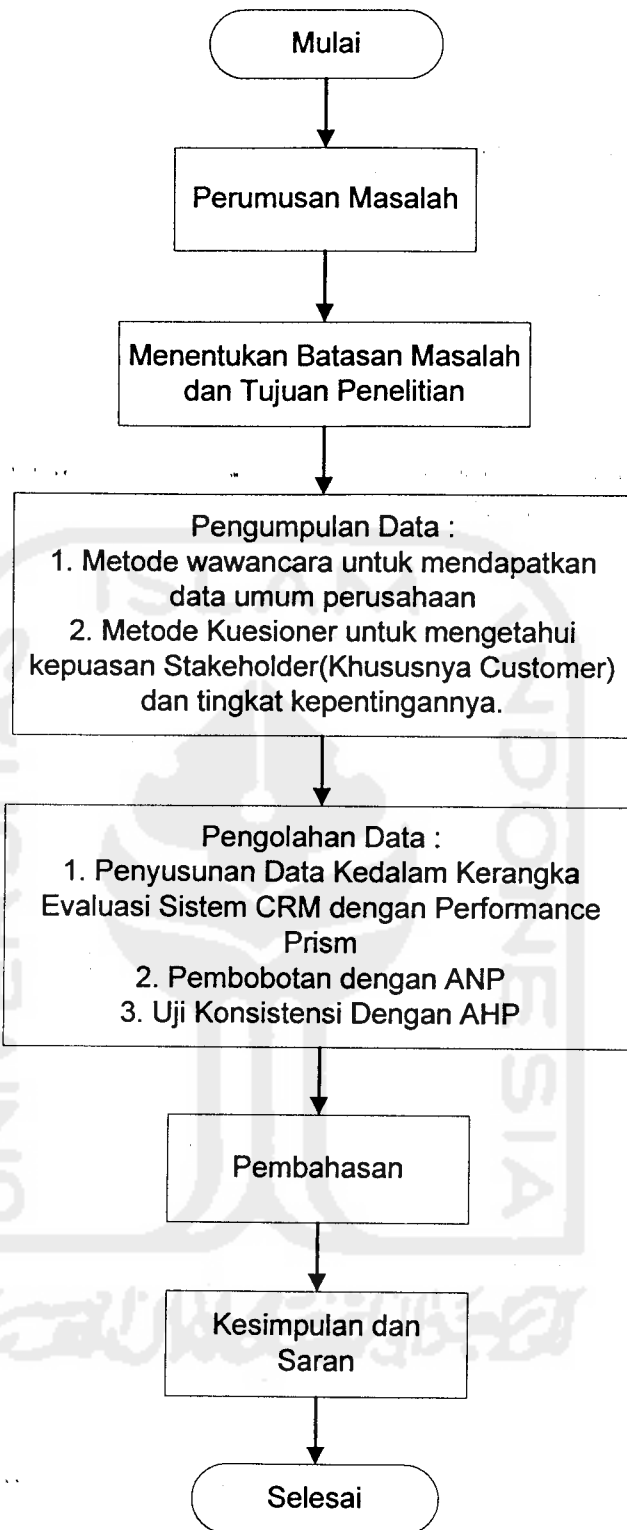 Mulai
Perumusan Masalah
Menentukan Batasan Masalah
dan Tujuan Penelitian
Pengumpulan Data :
1. Metode wawancara untuk mendapatkan
data umum perusahaan
2. Metode Kuesioner untuk mengetahui
kepuasan Stakeholder(Khususnya Customer)
dan tingkat kepentingannya.
Pengolahan Data :
1. Penyusunan Data Kedalam Kerangka
Evaluasi Sistem CRM dengan Performance
Prism
2. Pembobotan dengan ANP
3. Uji Konsistensi Dengan AHP
Pembahasan
Kesimpulan dan
Saran
Selesai
ISLAM
INDONESIA